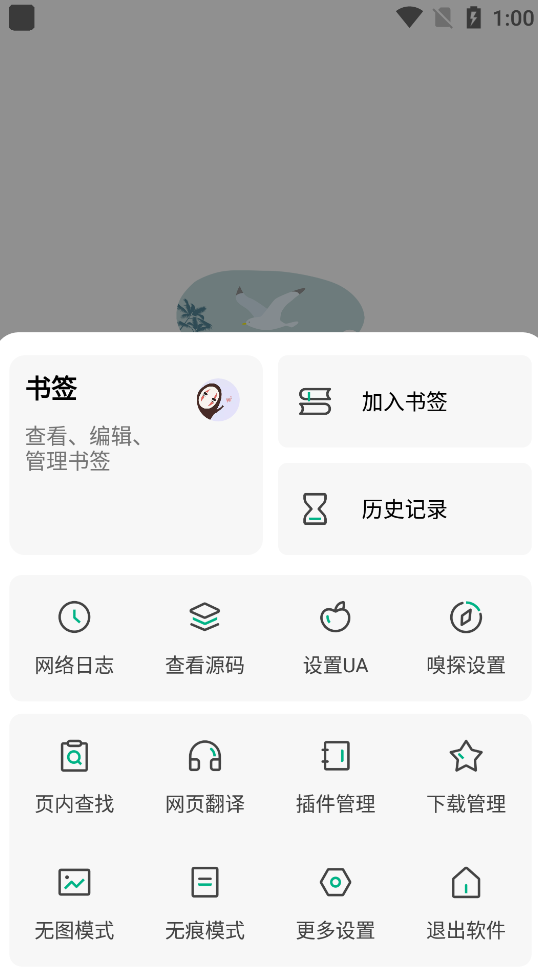 1:00
书签
查看、编辑、
管理书签
加入书签
历史记录
网络日志 查看源码 设置UA 嗅探设置
页内查找 网页翻译 插件管理 下载管理
无图模式 无痕模式 更多设置 退出软件